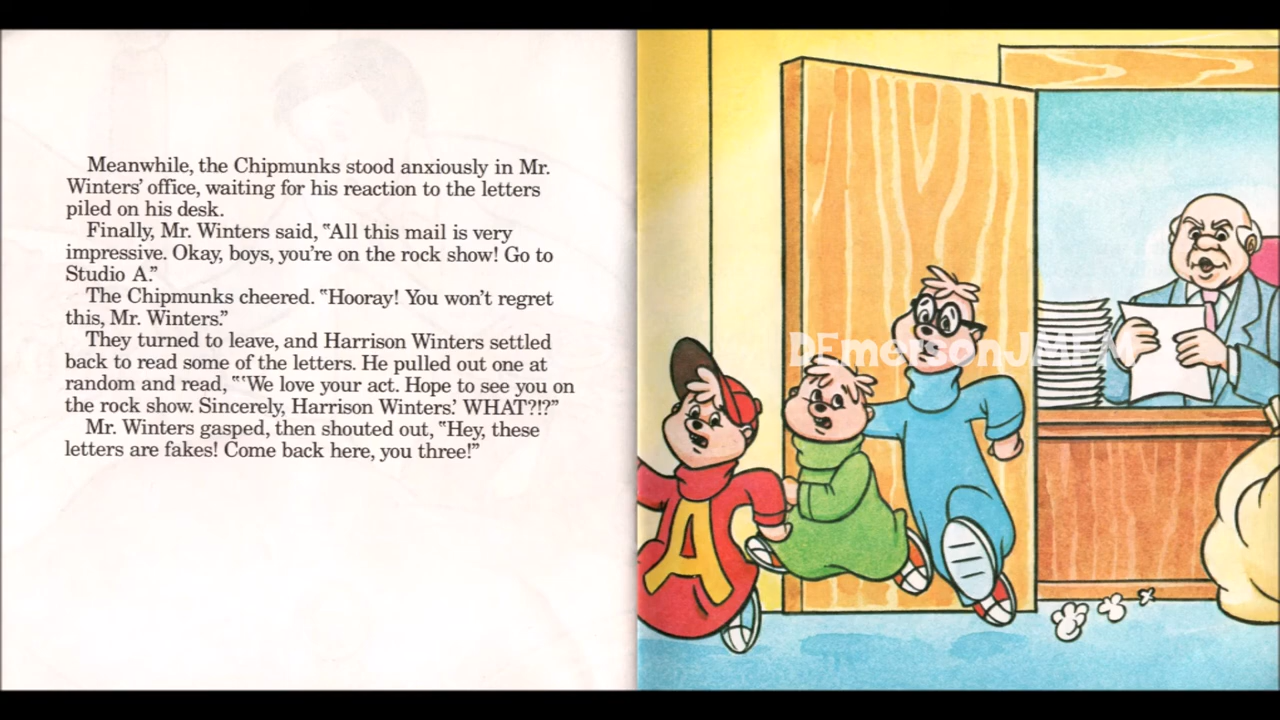 Meanwhile, the Chipmunks stood anxiously in Mr.
Winters' office, waiting for his reaction to the letters
piled on his desk.
Finally, Mr. Winters said, "All this mail is very
impressive. Okay, boys, you're on the rock show! Go to
Studio A."
The Chipmunks cheered. "Hooray! You won't regret
this, Mr. Winters."
They turned to leave, and Harrison Winters settled
back to read some of the letters. He pulled out one at
random and read, "'We love your act. Hope to see you on
the rock show. Sincerely, Harrison Winters.' WHAT?!?"
Mr. Winters gasped, then shouted out, "Hey, these
letters are fakes! Come back here, you three!"
DEmersonJMFM
A